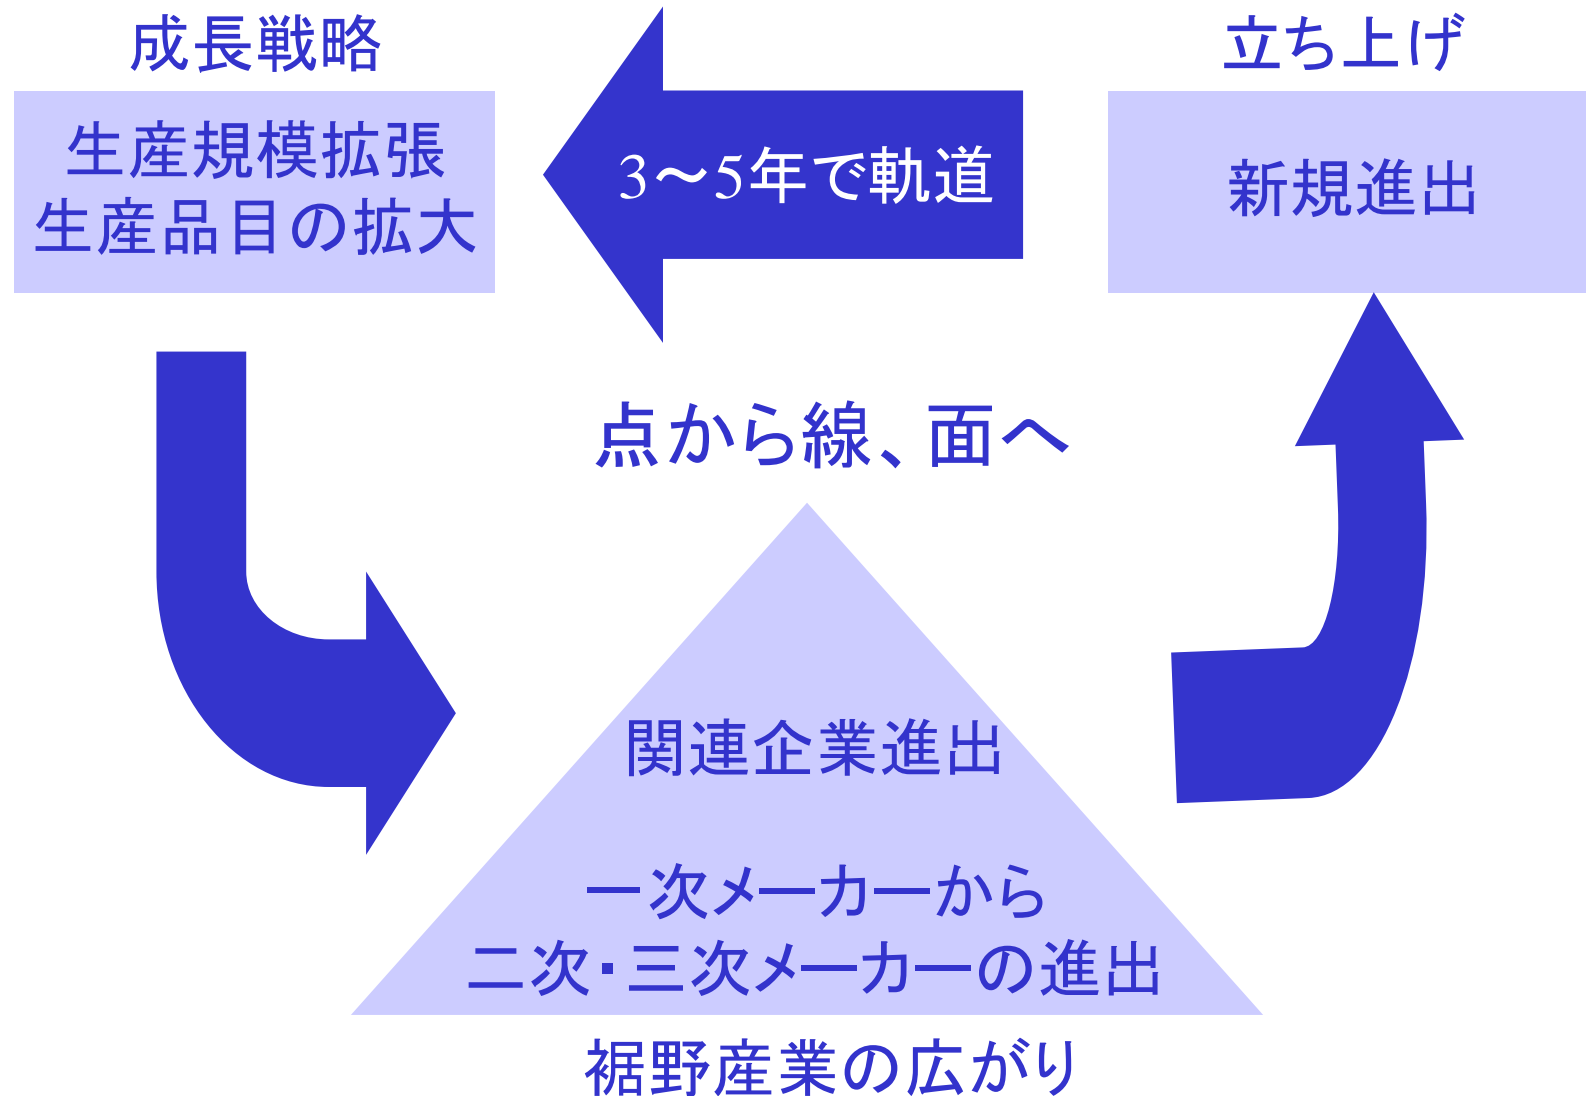 成長戦略
生産規模拡張
生産品目の拡大
3～5年で軌道
立ち上げ
新規進出
点から線、面へ
関連企業進出
一次メーカーから
二次・三次メーカーの進出
裾野産業の広がり